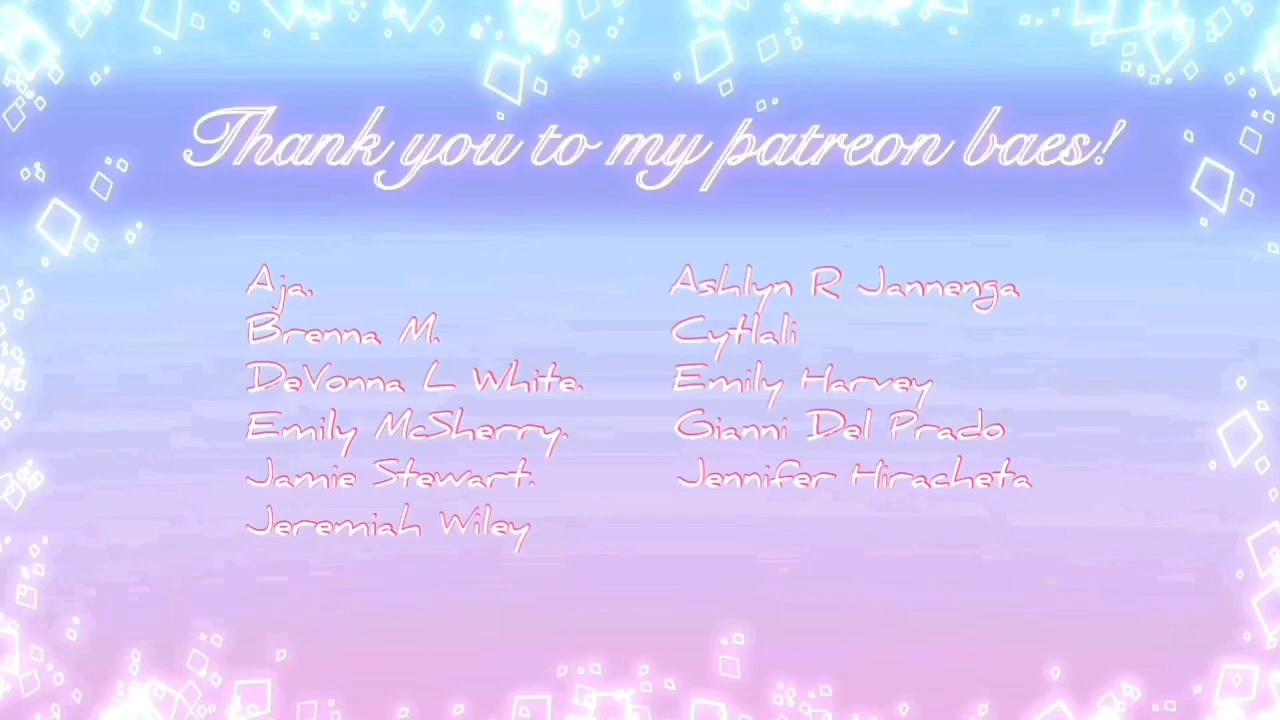 Thank you to my patreon baes!
Aja.
Brenna M.
DeVonna L White.
Emily McSherry.
Jamie Stewart.
Jeremiah Wiley
Ashlyn R Jannenga
Cytlali
Emily Harvey
Gianni Del Prado
Jennifer Hiracheta